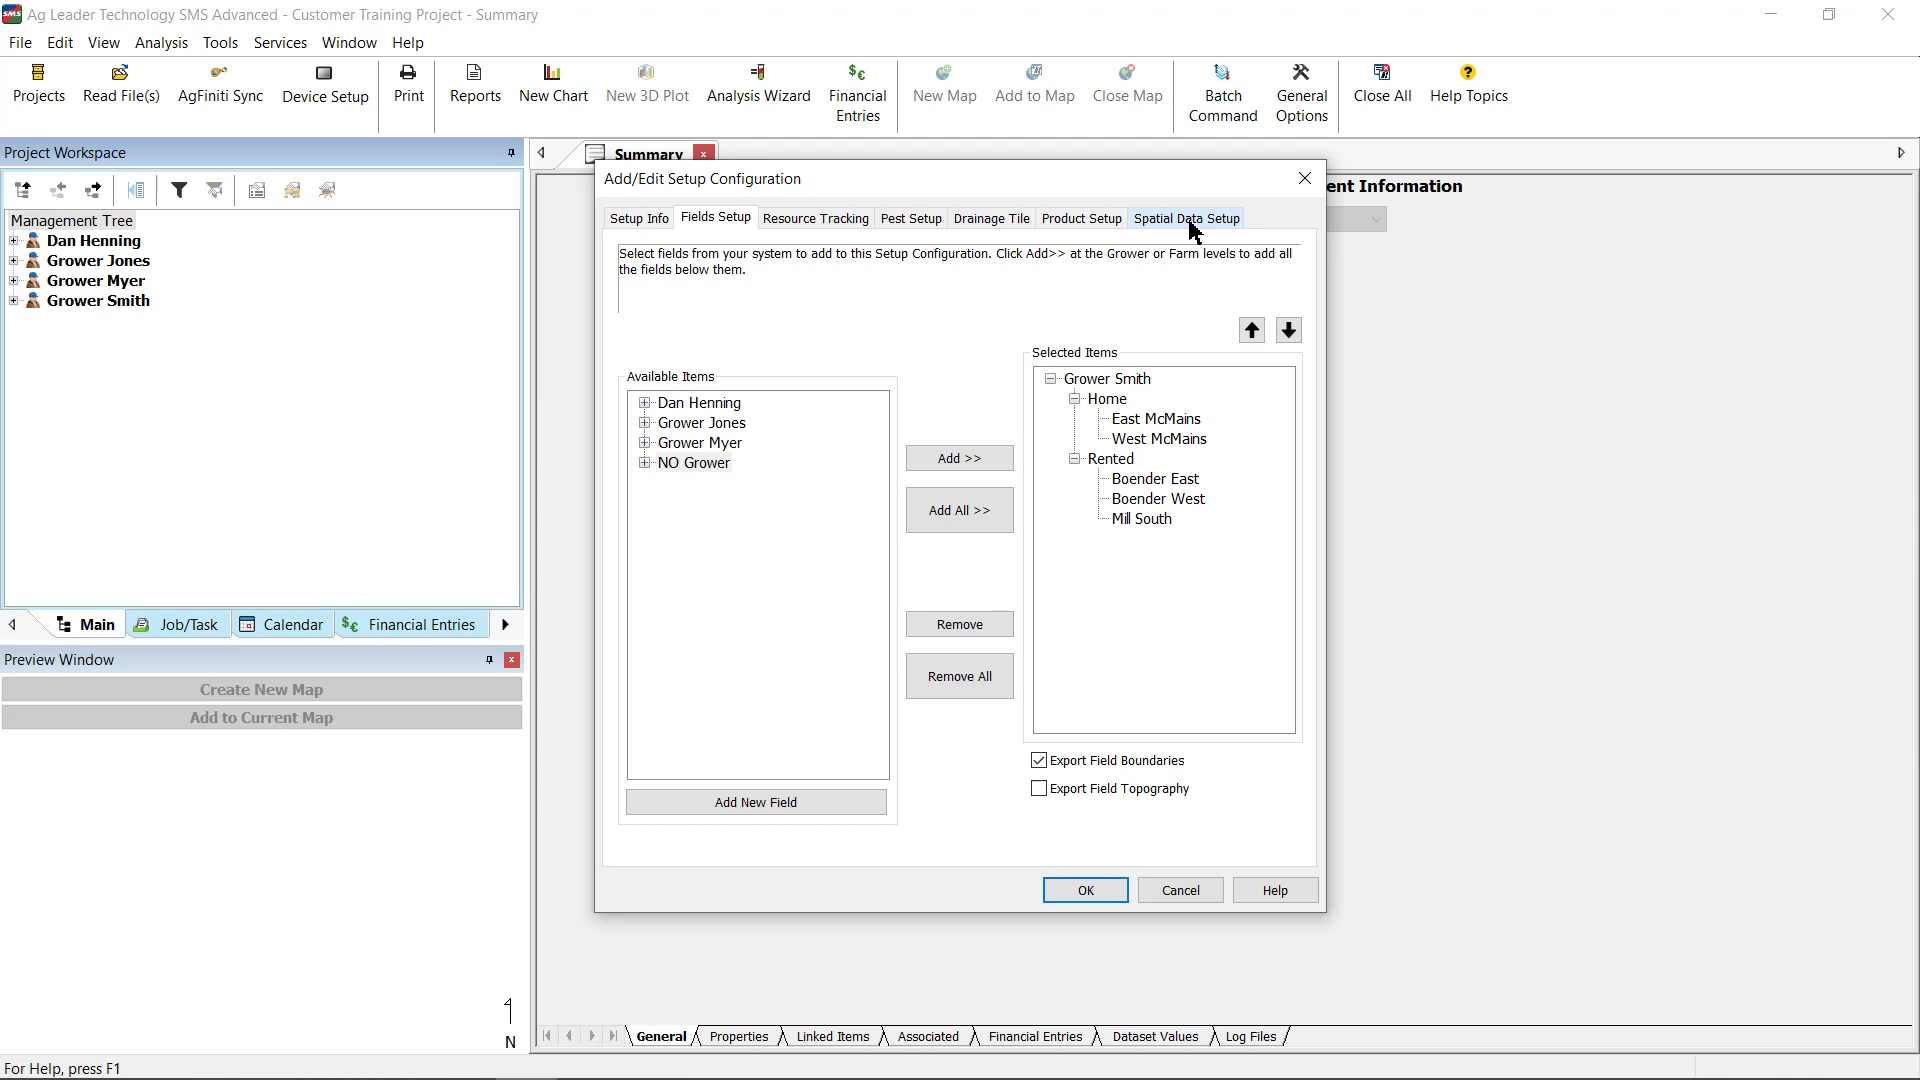 SMS Ag Leader Technology SMS Advanced - Customer Training Project - Summary
File Edit View Analysis Tools Services Window Help
Projects Read File(s) AgFiniti Sync Device Setup Print Reports New Chart New 3D Plot Analysis Wizard Financial Entries New Map Add to Map Close Map Batch Command General Options Close All Help Topics
Project Workspace
Management Tree
Dan Henning
Grower Jones
Grower Myer
Grower Smith
Main Job/Task Calendar Financial Entries
Preview Window
Create New Map
Add to Current Map
N
Summary
ent Information
Add/Edit Setup Configuration
Setup Info Fields Setup Resource Tracking Pest Setup Drainage Tile Product Setup Spatial Data Setup
Select fields from your system to add to this Setup Configuration. Click Add>> at the Grower or Farm levels to add all
the fields below them.
Available Items
Dan Henning
Grower Jones
Grower Myer
NO Grower
Add New Field
Add >>
Add All >>
Remove
Remove All
Selected Items
Grower Smith
Home
East McMains
West McMains
Rented
Boender East
Boender West
Mill South
Export Field Boundaries
Export Field Topography
OK Cancel Help
General Properties Linked Items Associated Financial Entries Dataset Values Log Files
For Help, press F1